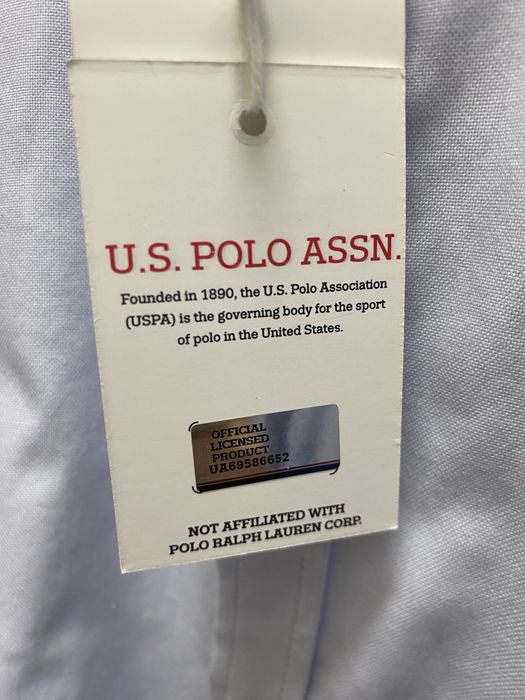 U.S. POLO ASSN.
Founded in 1890, the U.S. Polo Association
(USPA) is the governing body for the sport
of polo in the United States.
OFFICIAL
LICENSED
PRODUCT
UA69586652
NOT AFFILIATED WITH
POLO RALPH LAUREN CORP.